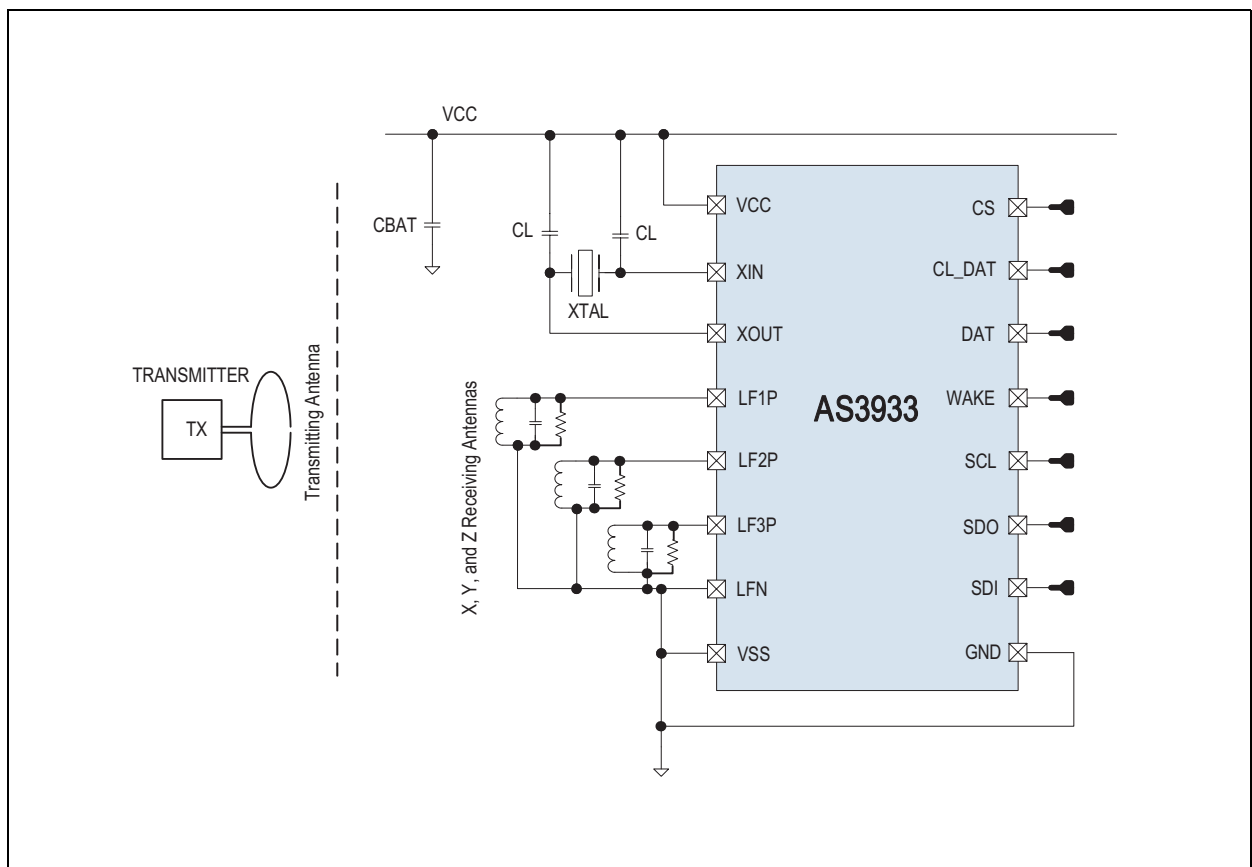 VCC
CBAT
CL
CL
XTAL
TRANSMITTER
TX
Transmitting Antenna
X, Y, and Z Receiving Antennas
AS3933
VCC
XIN
XOUT
LF1P
LF2P
LF3P
LFN
VSS
CS
CL_DAT
DAT
WAKE
SCL
SDO
SDI
GND